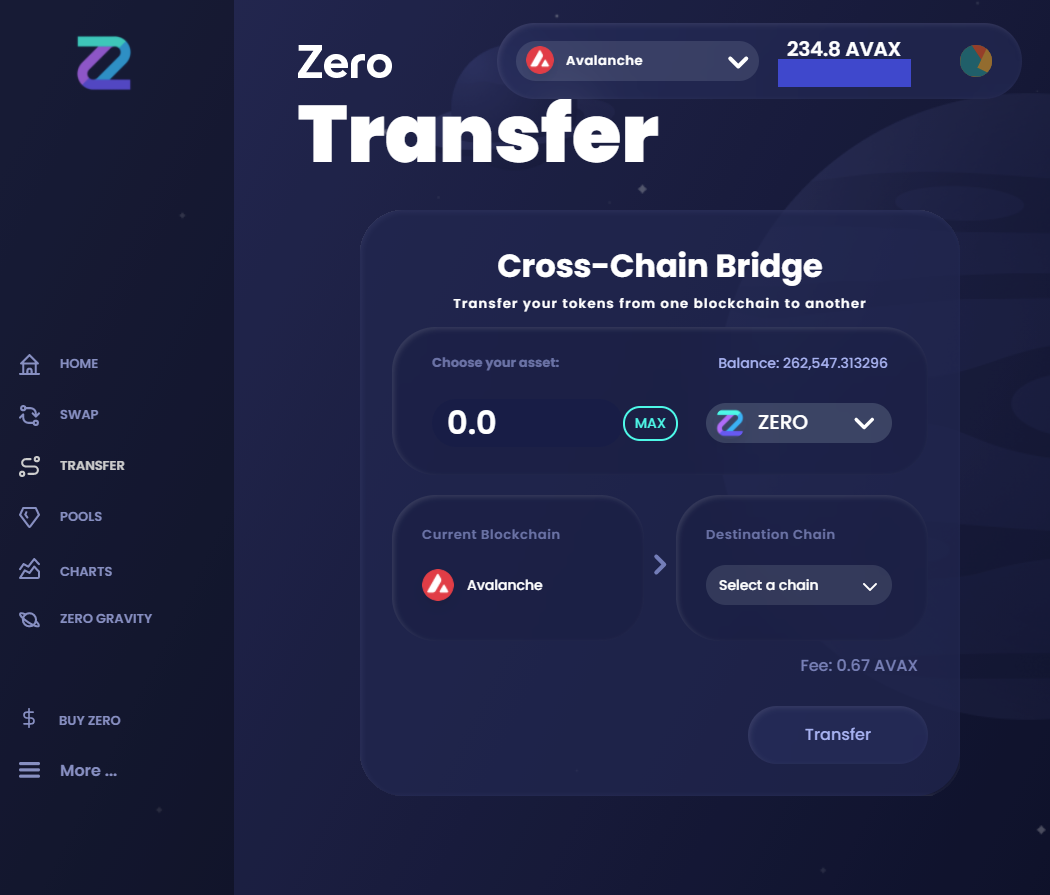 Zero
Transfer
Avalanche
234.8 AVAX
HOME
SWAP
TRANSFER
POOLS
CHARTS
ZERO GRAVITY
BUY ZERO
More ...
Cross-Chain Bridge
Transfer your tokens from one blockchain to another
Choose your asset:
Balance: 262,547.313296
0.0
MAX
ZERO
Current Blockchain
Avalanche
Destination Chain
Select a chain
Fee: 0.67 AVAX
Transfer